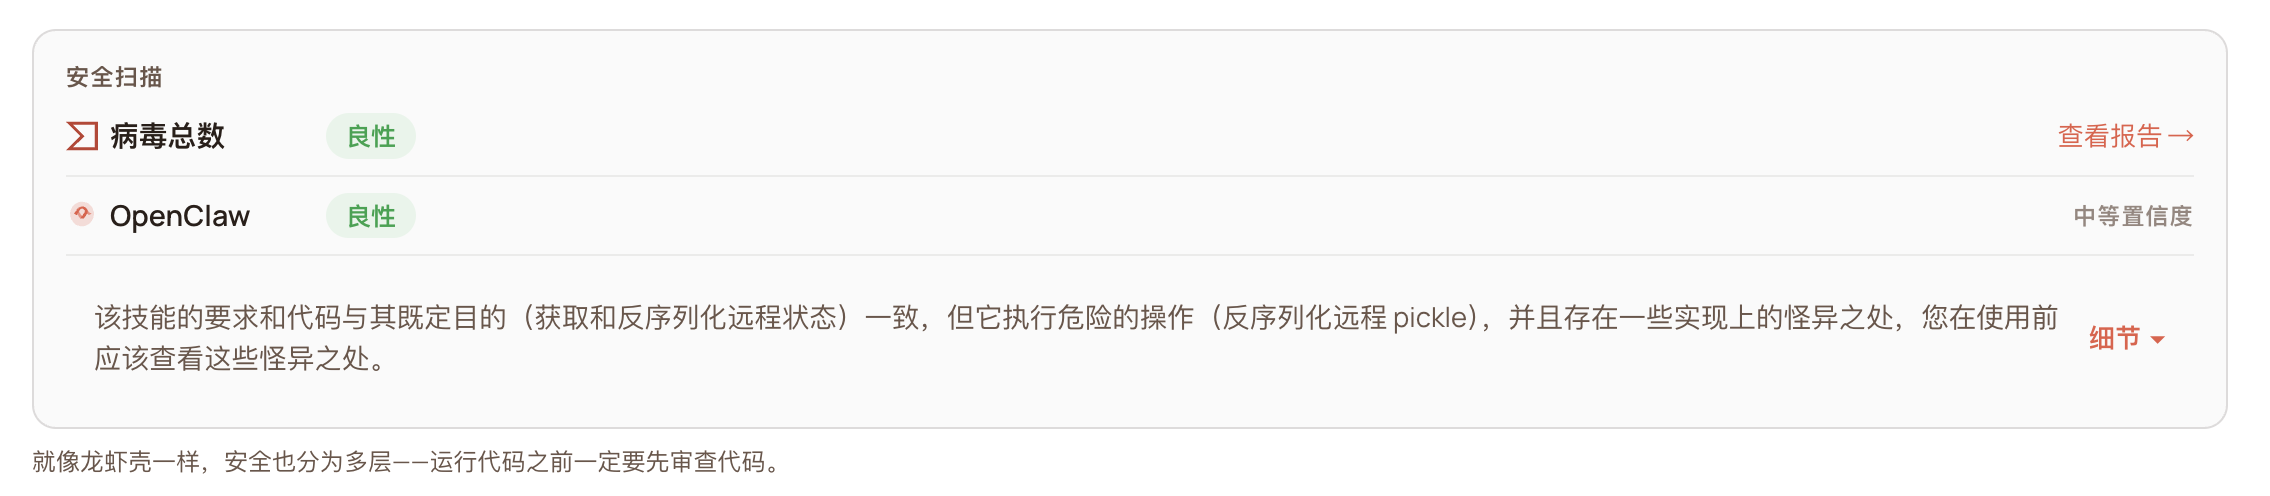 安全扫描
病毒总数 良性 查看报告→
OpenClaw 良性 中等置信度
该技能的要求和代码与其既定目的（获取和反序列化远程状态）一致，但它执行危险的操作（反序列化远程 pickle），并且存在一些实现上的怪异之处，您在使用前
应该查看这些怪异之处。
细节
就像龙虾壳一样，安全也分为多层——运行代码之前一定要先审查代码。